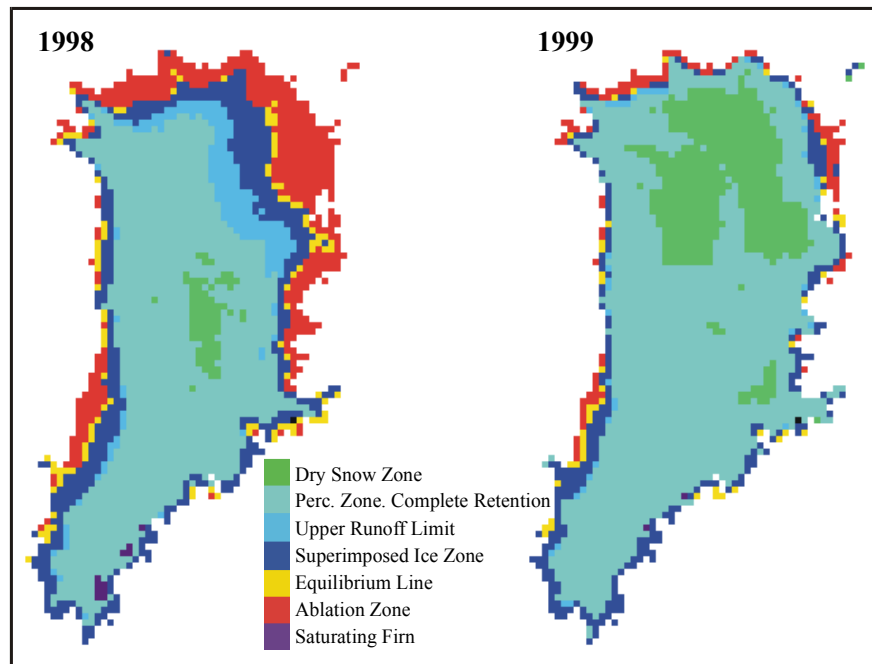 1998
1999
Dry Snow Zone
Perc. Zone. Complete Retention
Upper Runoff Limit
Superimposed Ice Zone
Equilibrium Line
Ablation Zone
Saturating Firn